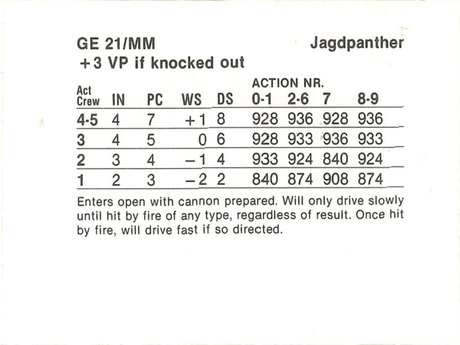 GE 21/MM Jagdpanther
+3 VP if knocked out
ACTION NR.
Act Crew IN PC WS DS 0-1 2-6 7 8-9
4-5 4 7 +1 8 928 936 928 936
3 4 5 0 6 928 933 936 933
2 3 4 -1 4 933 924 840 924
1 2 3 -2 2 840 874 908 874
Enters open with cannon prepared. Will only drive slowly
until hit by fire of any type, regardless of result. Once hit
by fire, will drive fast if so directed.